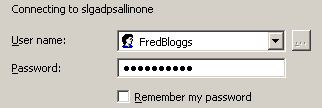 Connecting to slgadpsallinone
User name: FredBloggs ...
Password: ●●●●●●●●●●
Remember my password